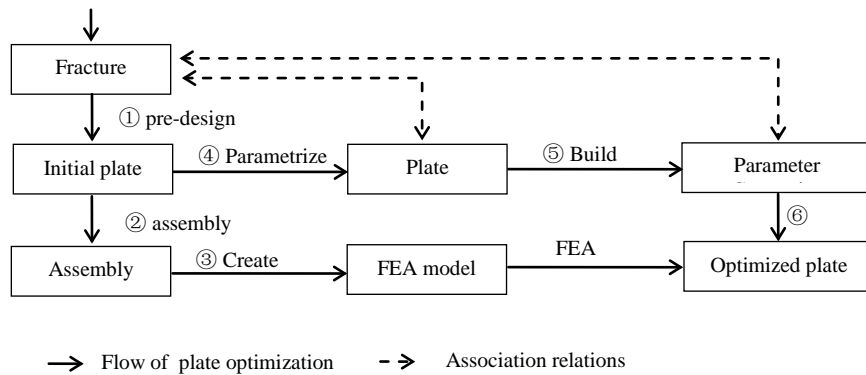 Fracture
① pre-design
Initial plate
④ Parametrize
Plate
⑤ Build
Parameter
② assembly
⑥
Assembly
③ Create
FEA model
FEA
Optimized plate
Flow of plate optimization
Association relations